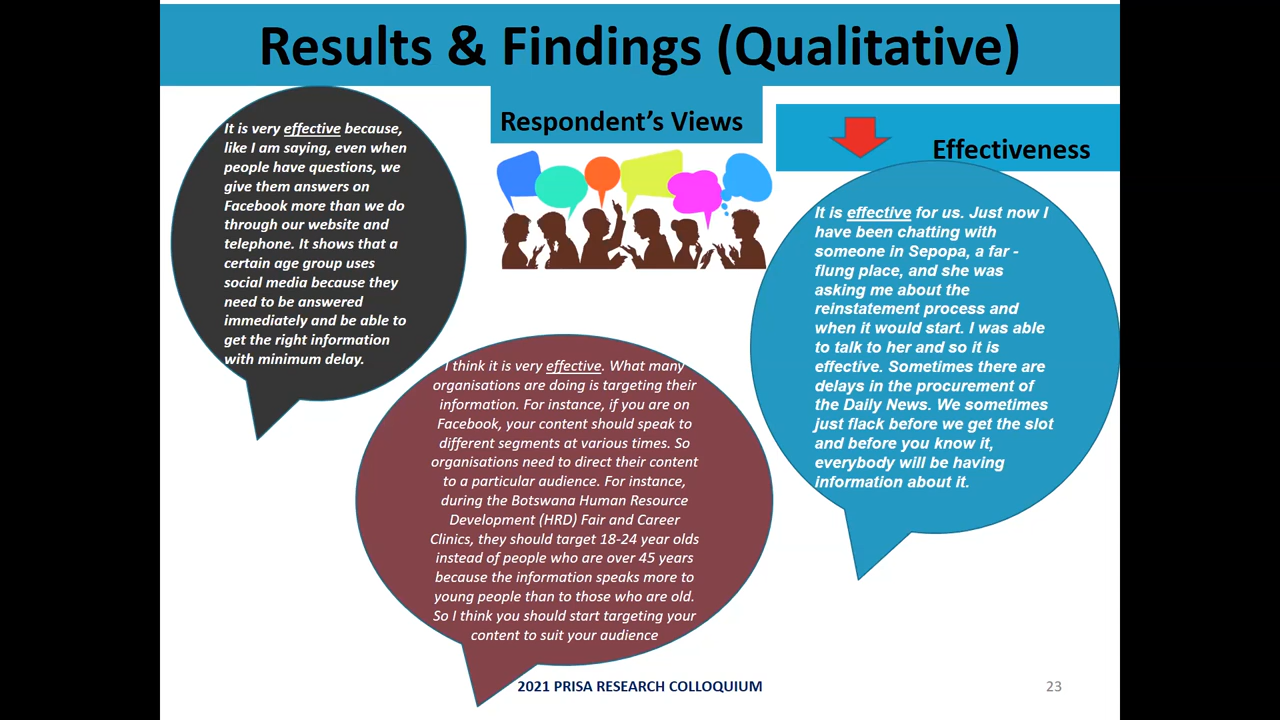 Results & Findings (Qualitative)
Respondent's Views
Effectiveness
It is very effective because,
like I am saying, even when
people have questions, we
give them answers on
Facebook more than we do
through our website and
telephone. It shows that a
certain age group uses
social media because they
need to be answered
immediately and be able to
get the right information
with minimum delay.
I think it is very effective. What many
organisations are doing is targeting their
information. For instance, if you are on
Facebook, your content should speak to
different segments at various times. So
organisations need to direct their content
to a particular audience. For instance,
during the Botswana Human Resource
Development (HRD) Fair and Career
Clinics, they should target 18-24 year olds
instead of people who are over 45 years
because the information speaks more to
young people than to those who are old.
So I think you should start targeting your
content to suit your audience
It is effective for us. Just now I
have been chatting with
someone in Sepopa, a far -
flung place, and she was
asking me about the
reinstatement process and
when it would start. I was able
to talk to her and so it is
effective. Sometimes there are
delays in the procurement of
the Daily News. We sometimes
just flack before we get the slot
and before you know it,
everybody will be having
information about it.
2021 PRISA RESEARCH COLLOQUIUM
23